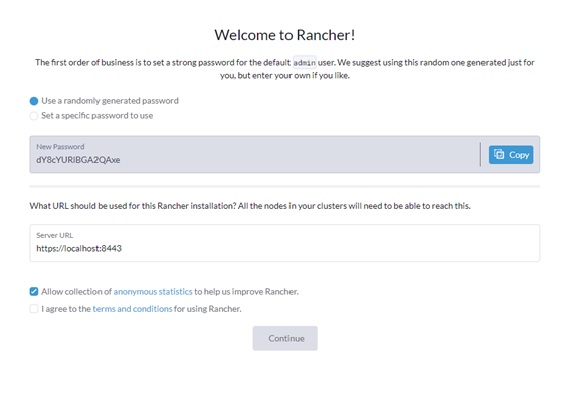 Welcome to Rancher!
The first order of business is to set a strong password for the default admin user. We suggest using this random one generated just for
you, but enter your own if you like.
Use a randomly generated password
Set a specific password to use
New Password
dY8cYURlBGA2QAxe
Copy
What URL should be used for this Rancher installation? All the nodes in your clusters will need to be able to reach this.
Server URL
https://localhost:8443
Allow collection of anonymous statistics to help us improve Rancher.
I agree to the terms and conditions for using Rancher.
Continue